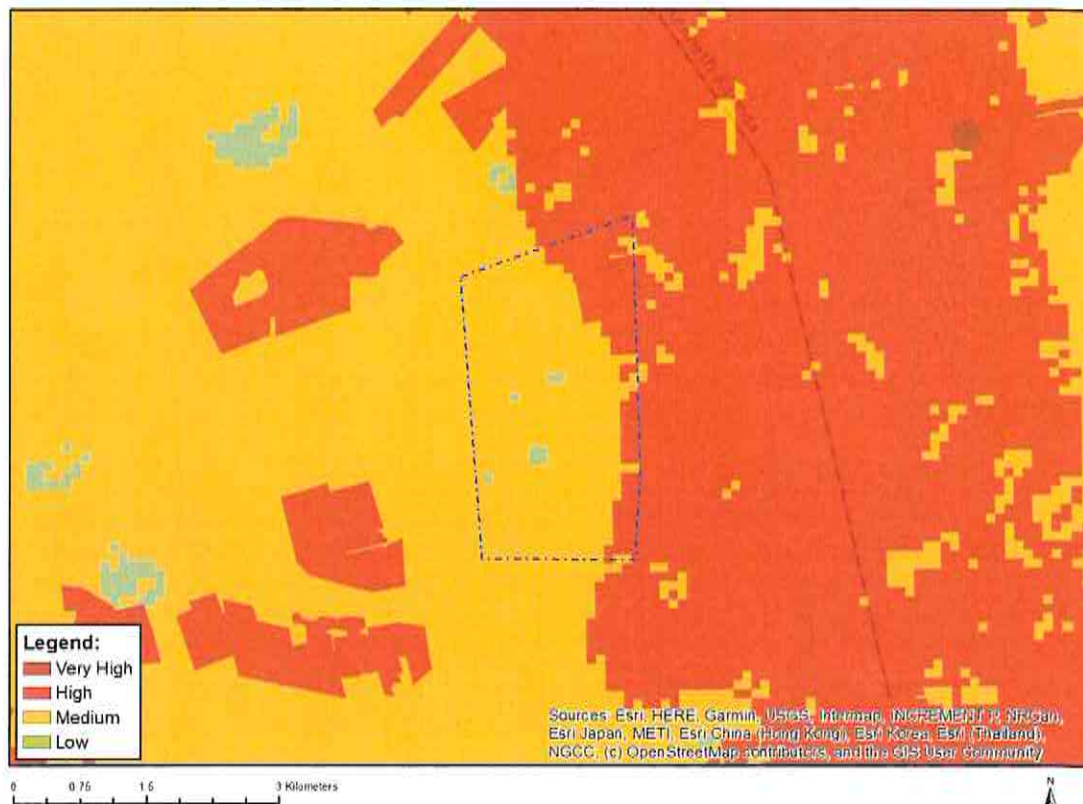 Legend:
Very High
High
Medium
Low
Sources: Esri, HERE, Garmin, USGS, Intermap, INCREMENT P, NRCan,
Esri Japan, METI, Esri China (Hong Kong), Esri Korea, Esri (Thailand),
NGCC, (c) OpenStreetMap contributors, and the GIS User Community
0 0.75 1.5 3 Kilometers
N